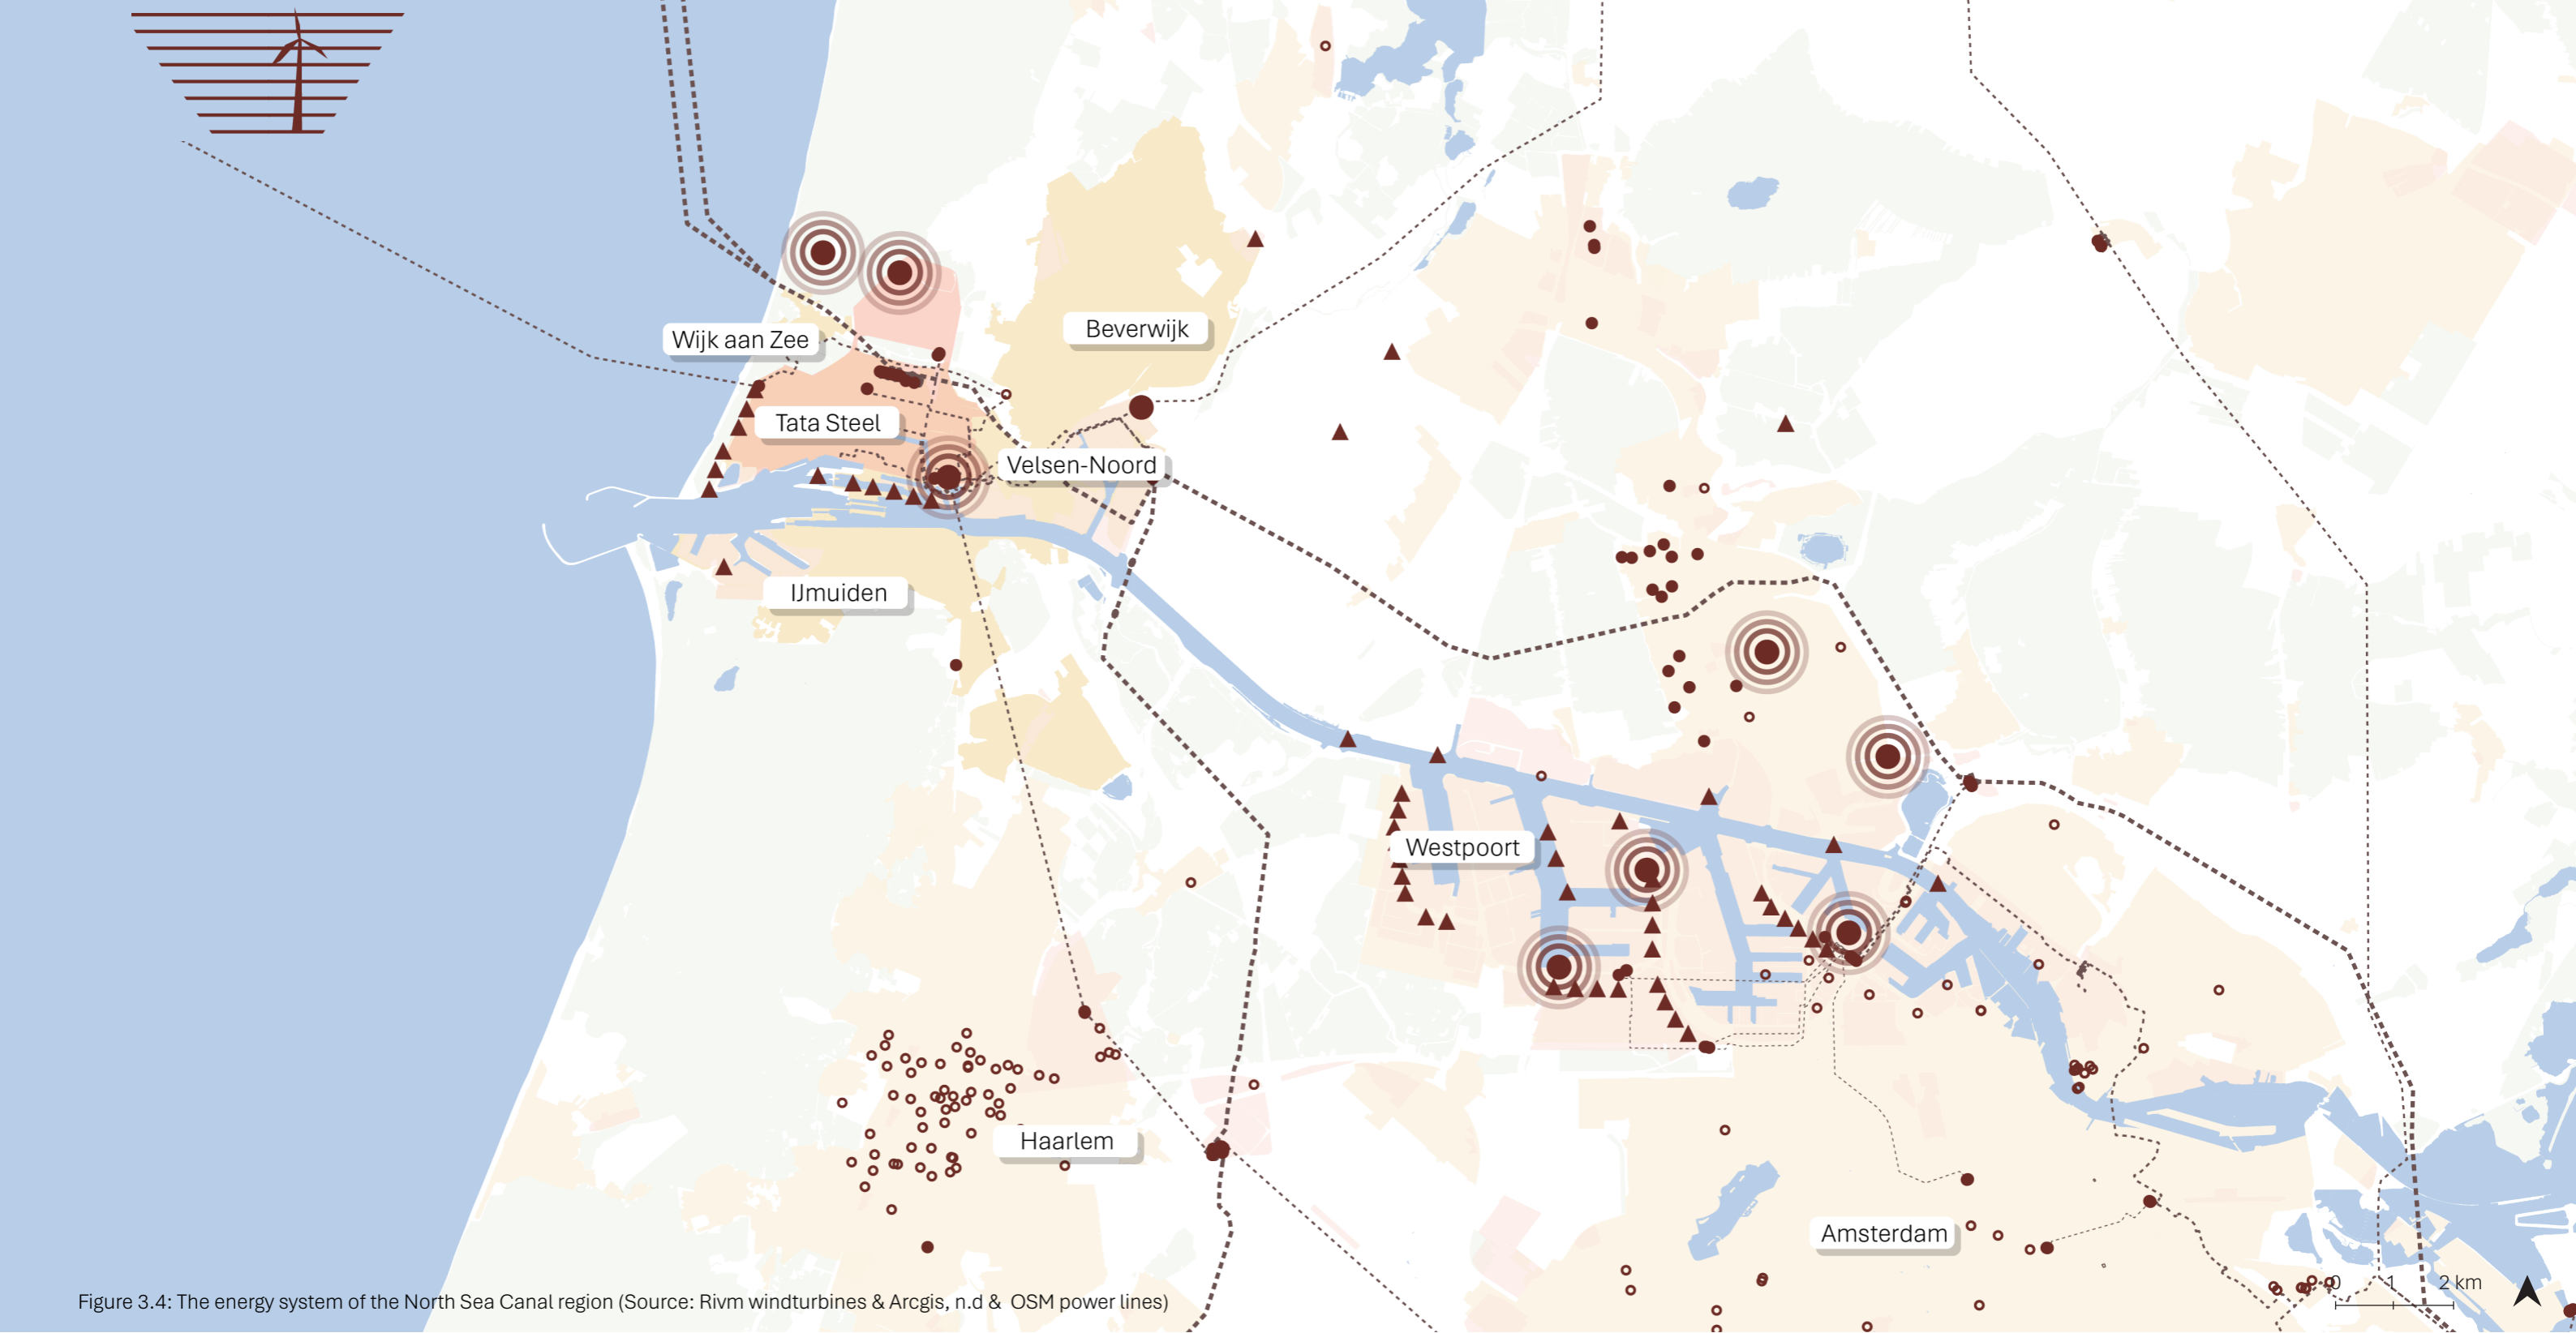 Wijk aan Zee
Beverwijk
Tata Steel
Velsen-Noord
IJmuiden
Westpoort
Haarlem
Amsterdam
0 1 2 km
Figure 3.4: The energy system of the North Sea Canal region (Source: Rivm windturbines & Arcgis, n.d & OSM power lines)